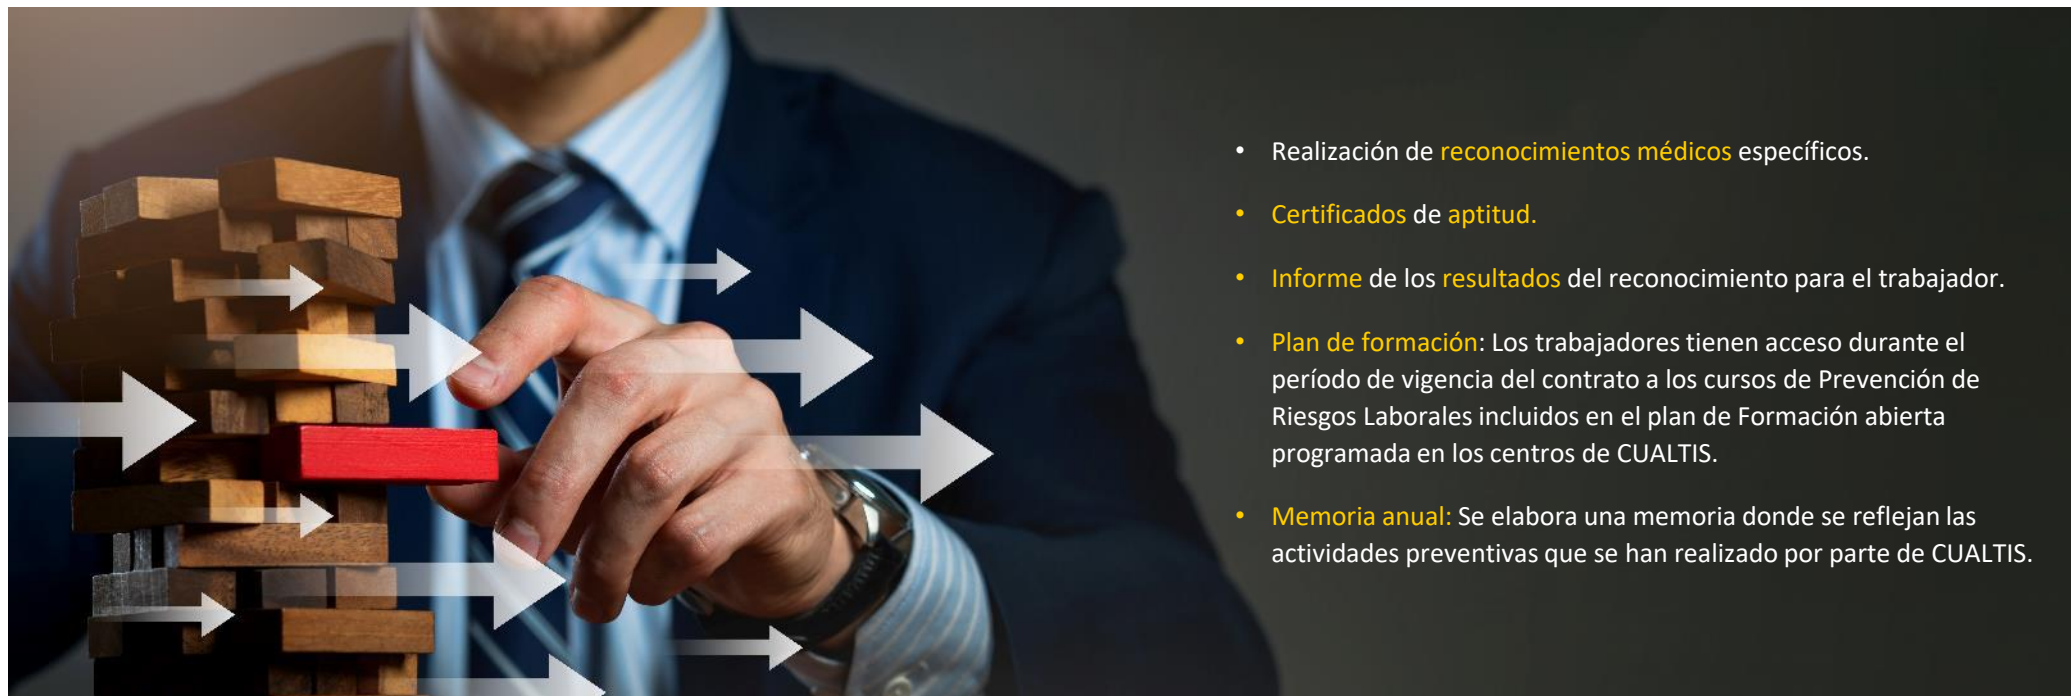 • Realización de reconocimientos médicos específicos.
• Certificados de aptitud.
• Informe de los resultados del reconocimiento para el trabajador.
• Plan de formación: Los trabajadores tienen acceso durante el
período de vigencia del contrato a los cursos de Prevención de
Riesgos Laborales incluidos en el plan de Formación abierta
programada en los centros de CUALTIS.
• Memoria anual: Se elabora una memoria donde se reflejan las
actividades preventivas que se han realizado por parte de CUALTIS.